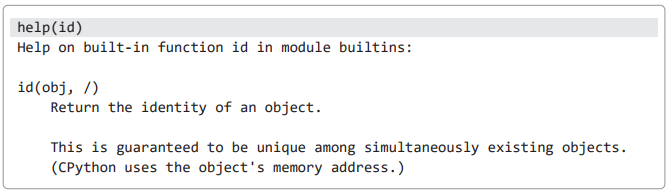 help(id)
Help on built-in function id in module builtins:
id(obj, /)
Return the identity of an object.
This is guaranteed to be unique among simultaneously existing objects.
(CPython uses the object's memory address.)